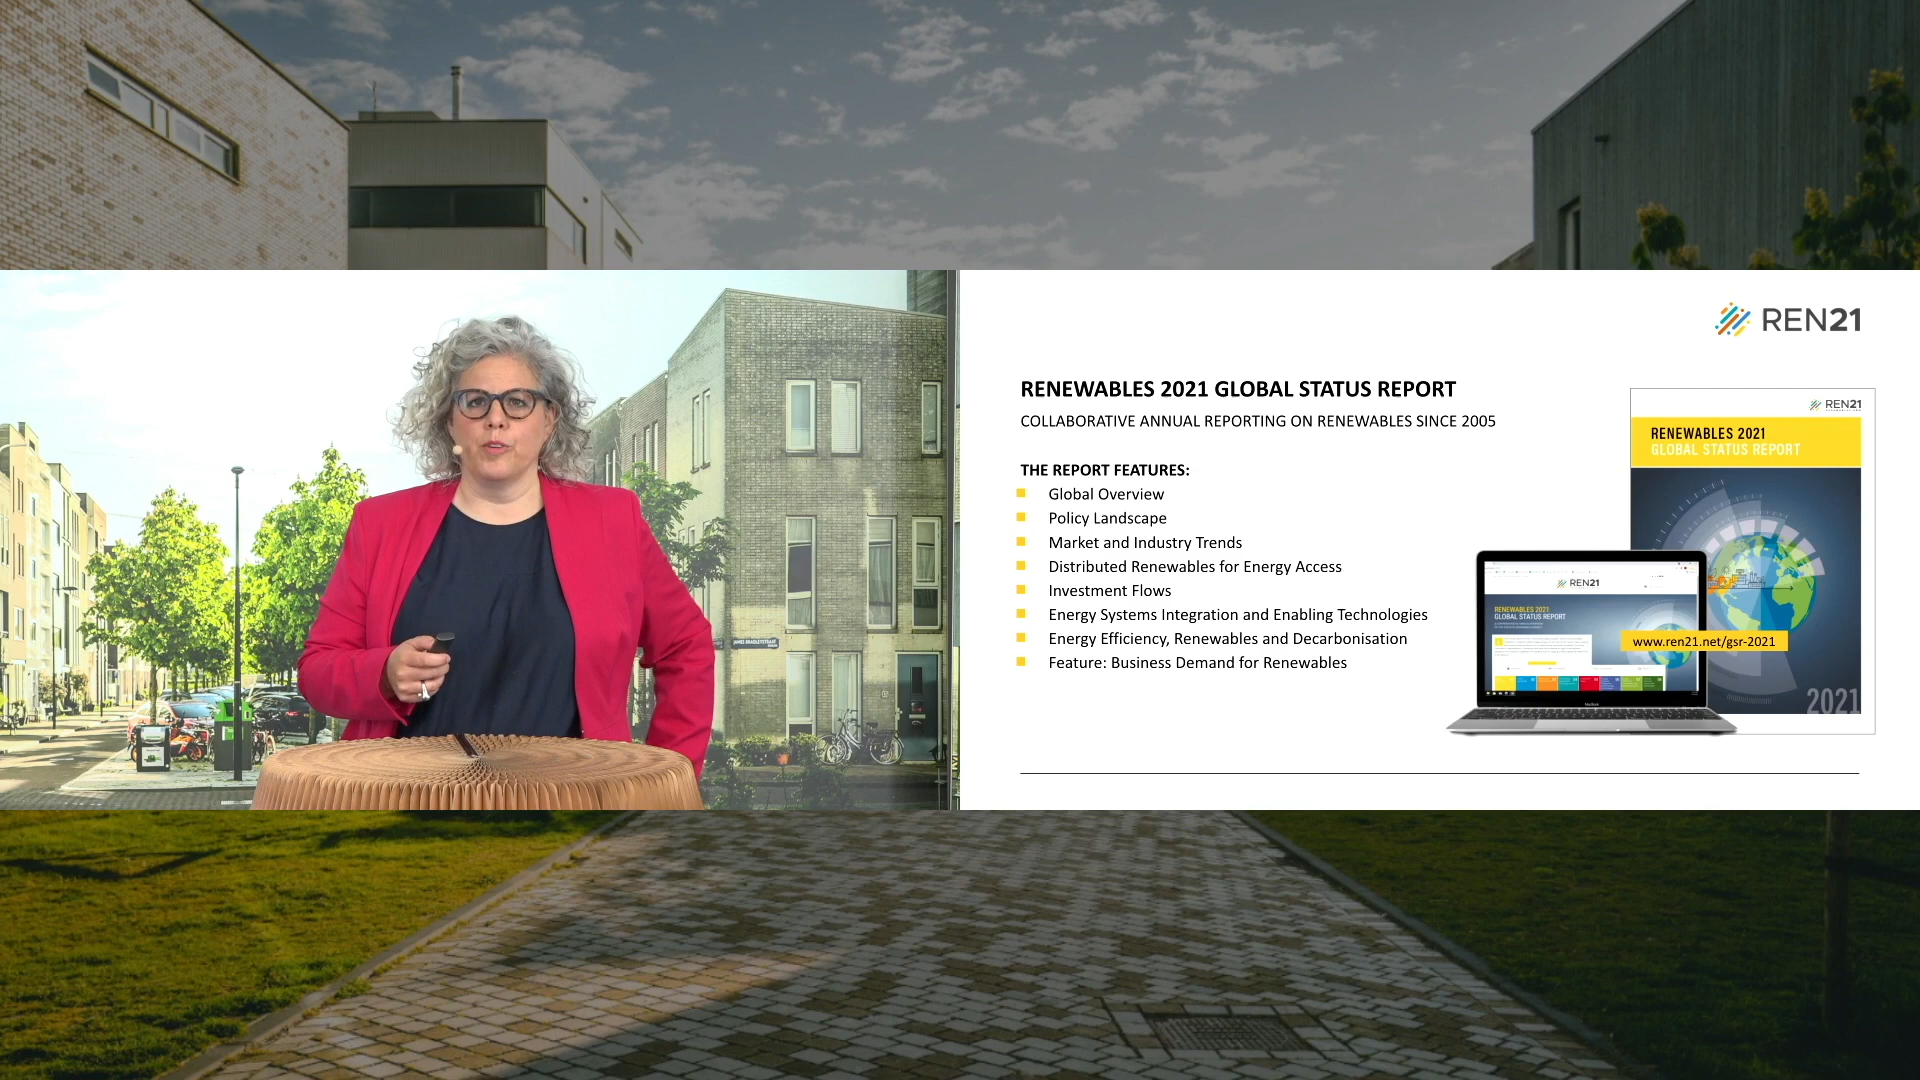 REN21
RENEWABLES 2021 GLOBAL STATUS REPORT
COLLABORATIVE ANNUAL REPORTING ON RENEWABLES SINCE 2005
THE REPORT FEATURES:
Global Overview
Policy Landscape
Market and Industry Trends
Distributed Renewables for Energy Access
Investment Flows
Energy Systems Integration and Enabling Technologies
Energy Efficiency, Renewables and Decarbonisation
Feature: Business Demand for Renewables
REN21
RENEWABLES 2021
GLOBAL STATUS REPORT
REN21
RENEWABLES 2021
GLOBAL STATUS REPORT
www.ren21.net/gsr-2021
2021
MacBook